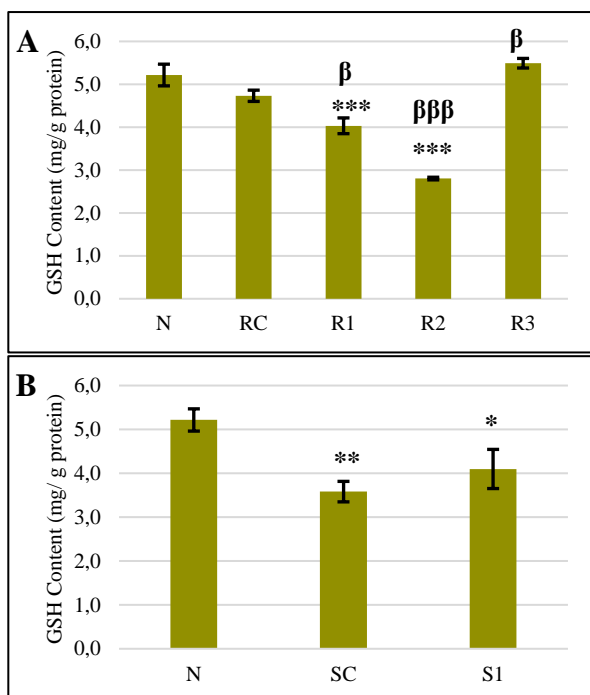 A
GSH Content (mg/g protein)
6,0
5,0
4,0
3,0
2,0
1,0
0,0
β
***
βββ
***
β
N RC R1 R2 R3
B
GSH Content (mg/ g protein)
6,0
5,0
4,0
3,0
2,0
1,0
0,0
**
*
N SC S1